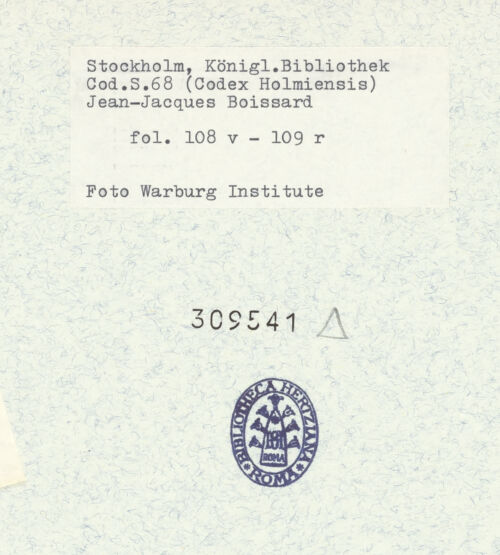 Stockholm, Königl.Bibliothek
Cod.S.68 (Codex Holmiensis)
Jean-Jacques Boissard
fol. 108 v - 109 r
Foto Warburg Institute
309541
BIBLIOTHECA HERTZIANA
ROMA
ROMA